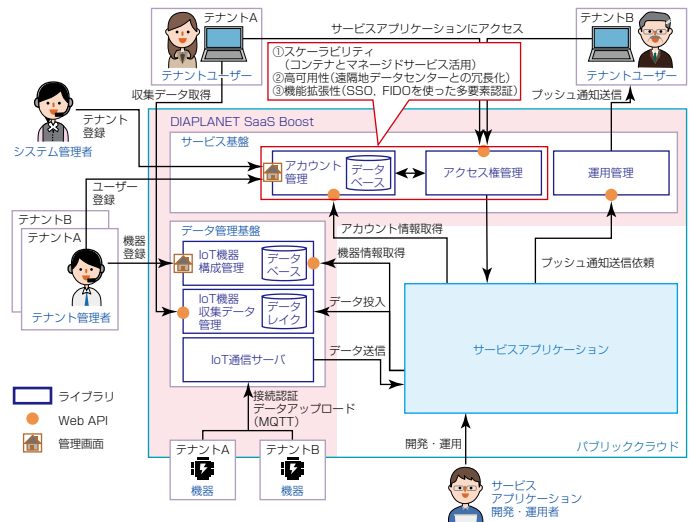 テナントA
テナントユーザー
サービスアプリケーションにアクセス
テナントB
テナントユーザー
①スケーラビリティ
（コンテナとマネージドサービス活用）
②高可用性（遠隔地データセンターとの冗長化）
③機能拡張性（SSO，FIDOを使った多要素認証）
収集データ取得
プッシュ通知送信
テナント
登録
システム管理者
DIAPLANET SaaS Boost
サービス基盤
アカウント
管理
データ
ベース
アクセス権管理
運用管理
ユーザー
登録
テナントB
テナントA
テナント管理者
機器
登録
データ管理基盤
IoT機器
構成管理
データ
ベース
IoT機器
収集データ
管理
データ
レイク
IoT通信サーバ
アカウント情報取得
機器情報取得
プッシュ通知送信依頼
データ投入
データ送信
サービスアプリケーション
接続認証
データアップロード
（MQTT）
開発・運用
パブリッククラウド
ライブラリ
Web API
管理画面
テナントA
機器
テナントB
機器
サービス
アプリケーション
開発・運用者